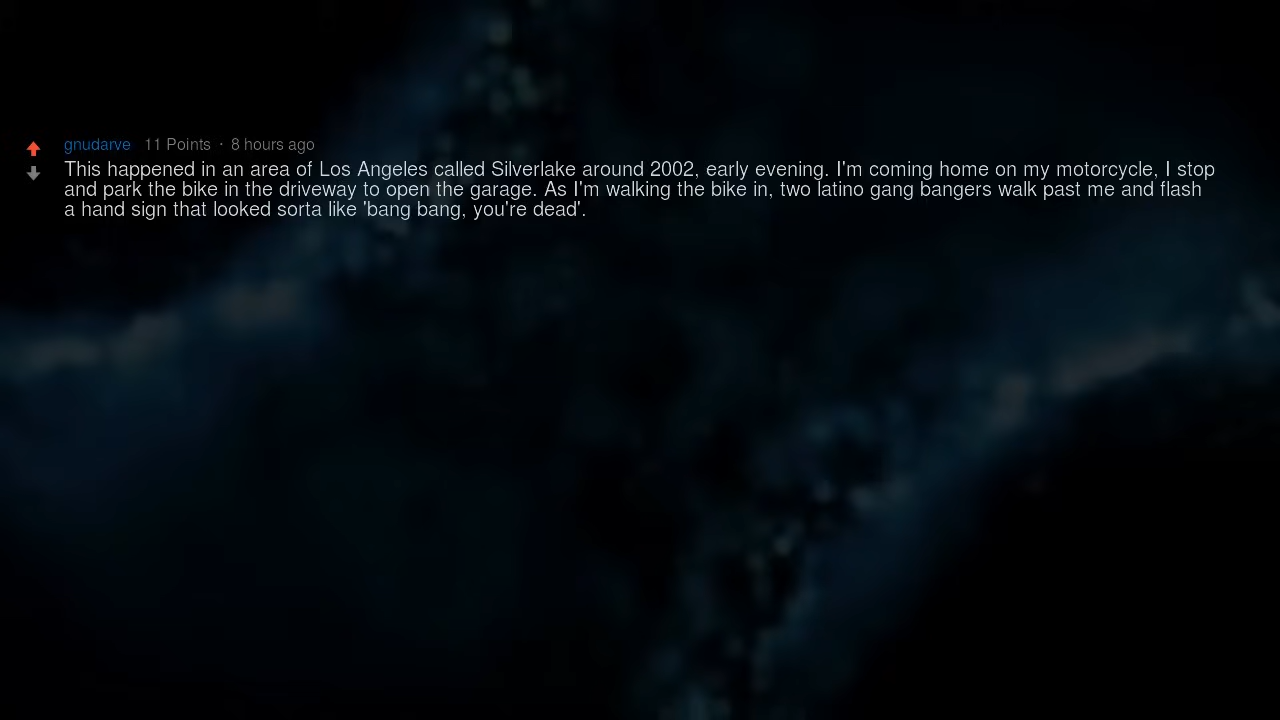 gnudarve 11 Points · 8 hours ago
This happened in an area of Los Angeles called Silverlake around 2002, early evening. I'm coming home on my motorcycle, I stop
and park the bike in the driveway to open the garage. As I'm walking the bike in, two latino gang bangers walk past me and flash
a hand sign that looked sorta like 'bang bang, you're dead'.